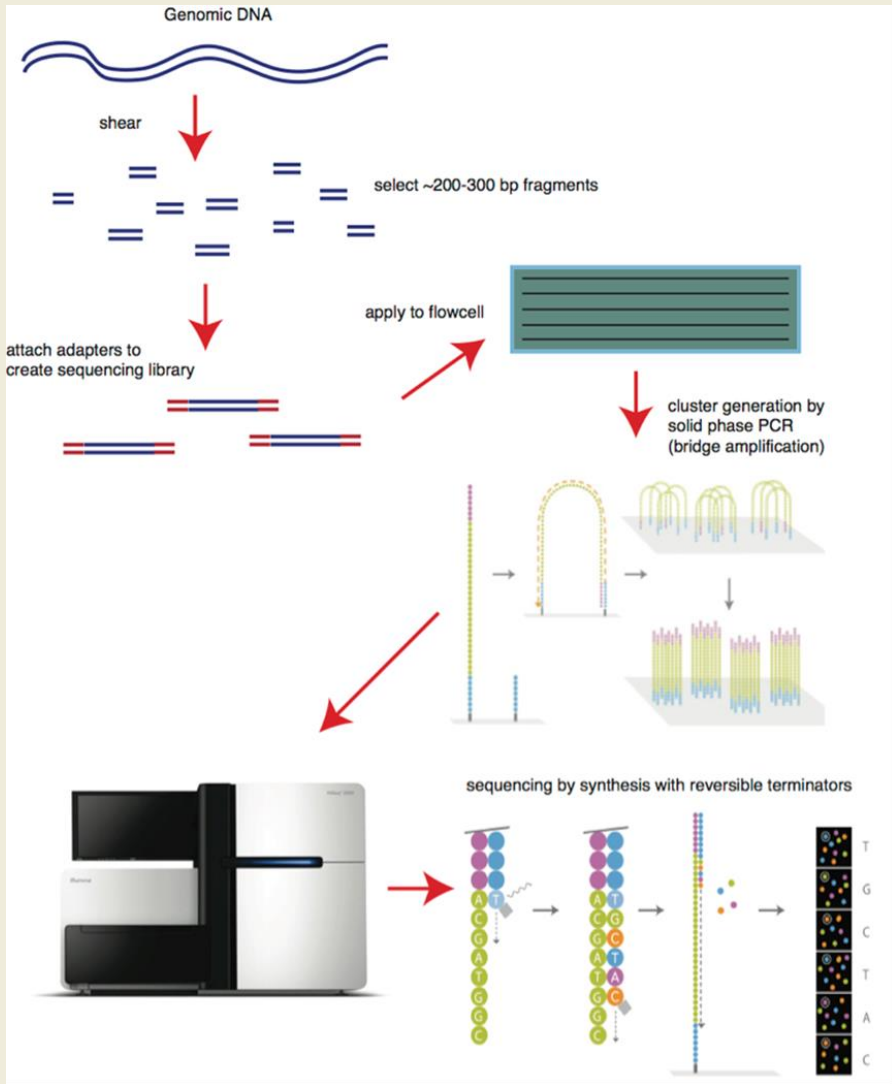 Genomic DNA
shear
select ~200-300 bp fragments
apply to flowcell
attach adapters to
create sequencing library
cluster generation by
solid phase PCR
(bridge amplification)
sequencing by synthesis with reversible terminators
A T
C
G
A
T
G
G
C
A T
C G
G C
A T
T A
G C
G
C
T
G
C
T
A
C